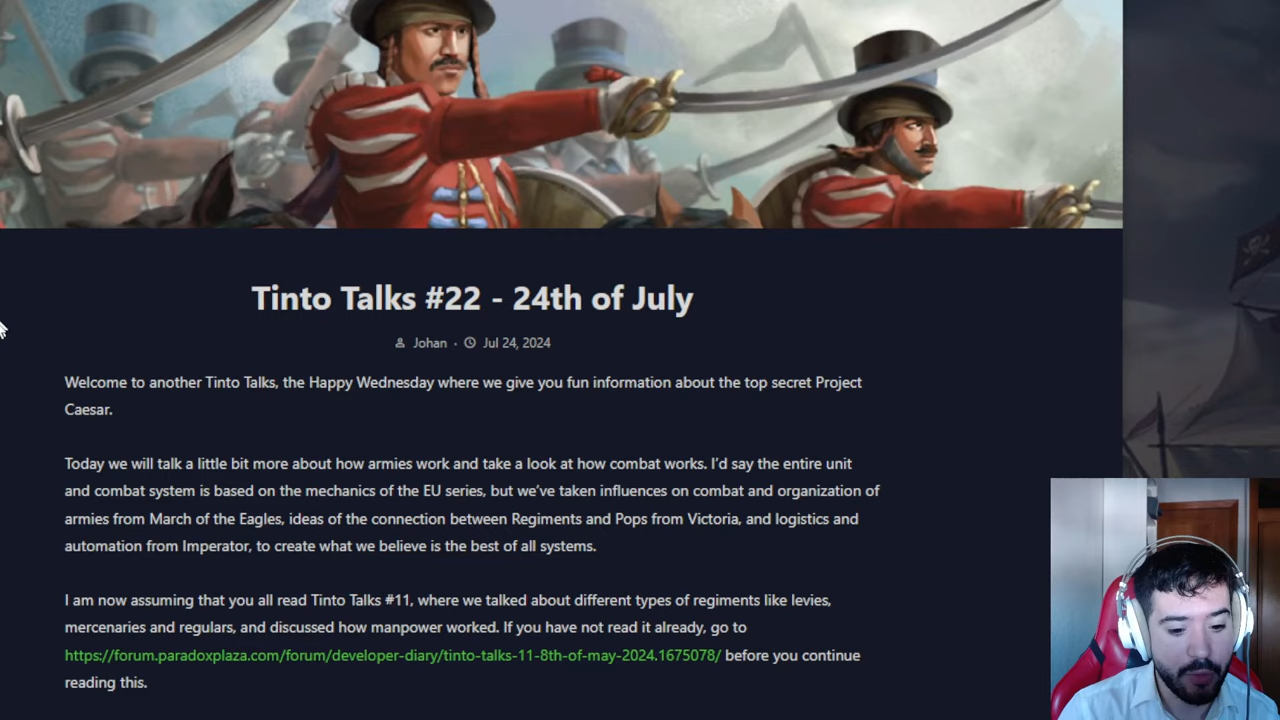 Tinto Talks #22 - 24th of July
Johan · Jul 24, 2024
Welcome to another Tinto Talks, the Happy Wednesday where we give you fun information about the top secret Project
Caesar.
Today we will talk a little bit more about how armies work and take a look at how combat works. I’d say the entire unit
and combat system is based on the mechanics of the EU series, but we’ve taken influences on combat and organization of
armies from March of the Eagles, ideas of the connection between Regiments and Pops from Victoria, and logistics and
automation from Imperator, to create what we believe is the best of all systems.
I am now assuming that you all read Tinto Talks #11, where we talked about different types of regiments like levies,
mercenaries and regulars, and discussed how manpower worked. If you have not read it already, go to
https://forum.paradoxplaza.com/forum/developer-diary/tinto-talks-11-8th-of-may-2024.1675078/ before you continue
reading this.